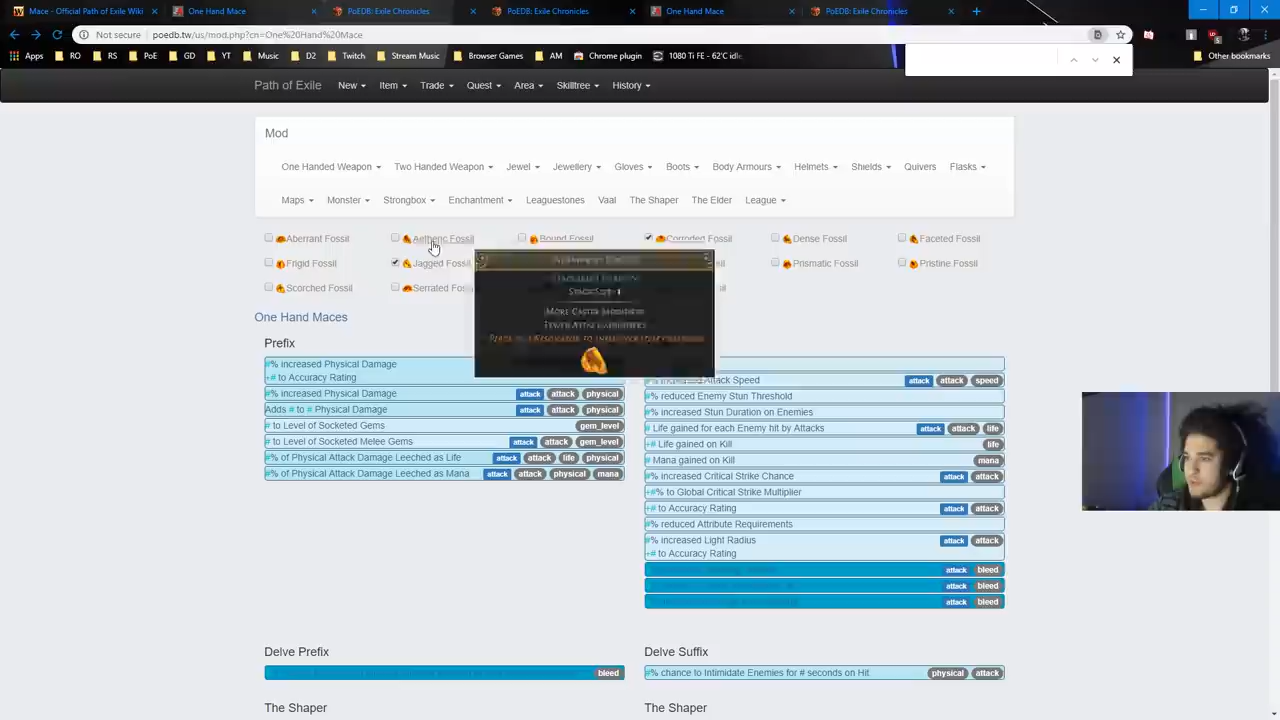 Mace - Official Path of Exile Wiki
One Hand Mace
PoEDB: Exile Chronicles
PoEDB: Exile Chronicles
One Hand Mace
PoEDB: Exile Chronicles
Not secure poedb.tw/us/mod.php?cn=One%20Hand%20Mace
Apps RO RS PoE GD YT Music D2 Twitch Stream Music Browser Games AM Chrome plugin 1080 Ti FE - 62°C idle, Other bookmarks
Path of Exile New Item Trade Quest Area Skilltree History
Mod
One Handed Weapon Two Handed Weapon Jewel Jewellery Gloves Boots Body Armours Helmets Shields Quivers Flasks
Maps Monster Strongbox Enchantment Leaguestones Vaal The Shaper The Elder League
Aberrant Fossil Aetheric Fossil Bound Fossil Corroded Fossil Dense Fossil Faceted Fossil
Frigid Fossil Jagged Fossil Prismatic Fossil Pristine Fossil
Scorched Fossil Serrated
Stack Size: 1
More Caster modifiers
Fewer Attack modifiers
One Hand Maces
Prefix
#% increased Physical Damage
+# to Accuracy Rating
#% increased Physical Damage attack attack physical
Adds # to # Physical Damage attack attack physical
# to Level of Socketed Gems gem_level
# to Level of Socketed Melee Gems attack attack gem_level
#% of Physical Attack Damage Leeched as Life attack attack life physical
#% of Physical Attack Damage Leeched as Mana attack attack physical mana
Attack Speed attack attack speed
#% reduced Enemy Stun Threshold
#% increased Stun Duration on Enemies
# Life gained for each Enemy hit by Attacks attack attack life
+# Life gained on Kill life
# Mana gained on Kill mana
#% increased Critical Strike Chance attack attack
+#% to Global Critical Strike Multiplier
+# to Accuracy Rating attack attack
#% reduced Attribute Requirements
#% increased Light Radius attack attack
+# to Accuracy Rating
attack bleed
attack bleed
attack bleed
Delve Prefix
bleed
Delve Suffix
#% chance to Intimidate Enemies for # seconds on Hit physical attack
The Shaper
The Shaper